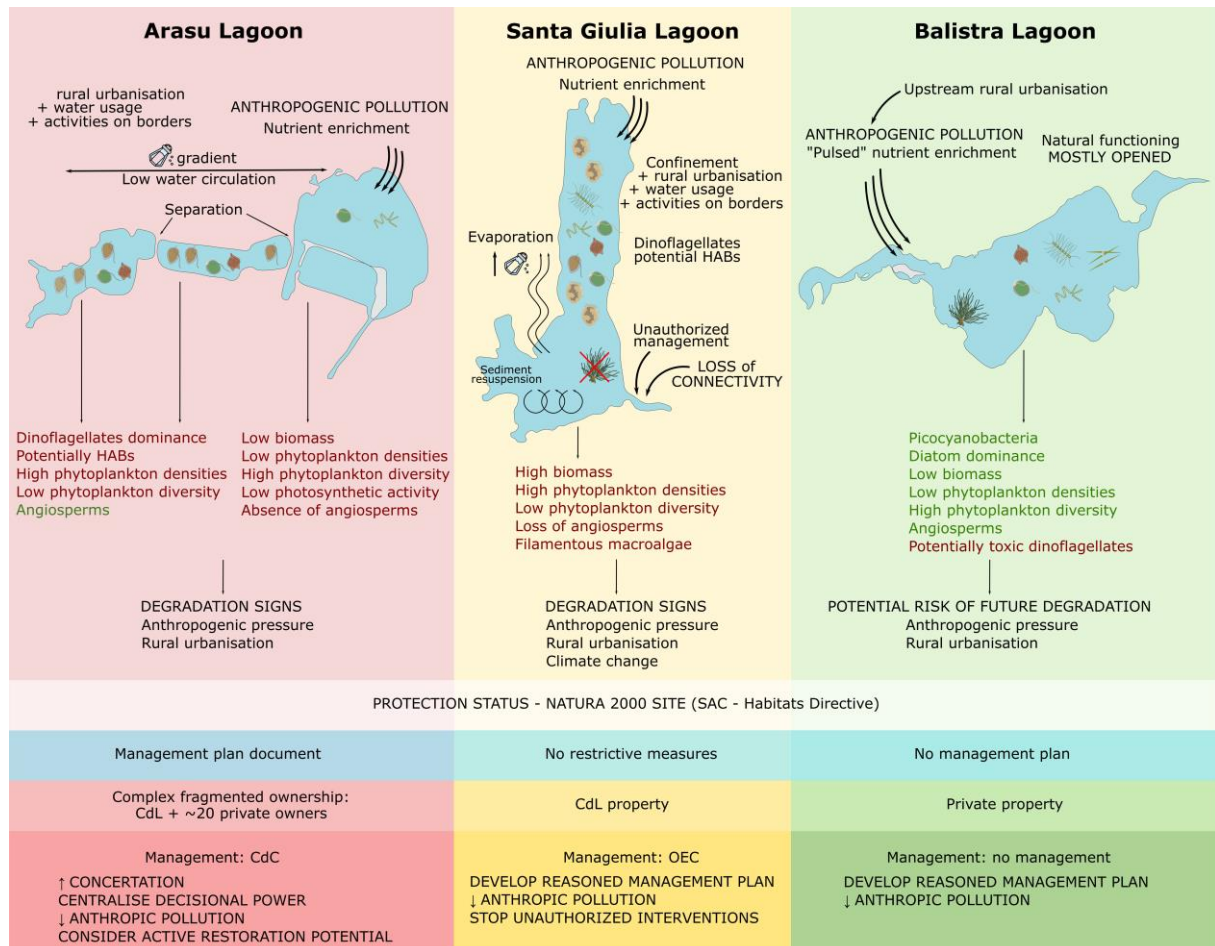 Arasu Lagoon
rural urbanisation
+ water usage
+ activities on borders
ANTHROPOGENIC POLLUTION
Nutrient enrichment
gradient
Low water circulation
Separation
Dinoflagellates dominance
Potentially HABs
High phytoplankton densities
Low phytoplankton diversity
Angiosperms
Low biomass
Low phytoplankton densities
High phytoplankton diversity
Low photosynthetic activity
Absence of angiosperms
DEGRADATION SIGNS
Anthropogenic pressure
Rural urbanisation
Santa Giulia Lagoon
ANTHROPOGENIC POLLUTION
Nutrient enrichment
Confinement
+ rural urbanisation
+ water usage
+ activities on borders
Evaporation
Dinoflagellates
potential HABs
Unauthorized
management
Sediment
resuspension
LOSS of
CONNECTIVITY
High biomass
High phytoplankton densities
Low phytoplankton diversity
Loss of angiosperms
Filamentous macroalgae
DEGRADATION SIGNS
Anthropogenic pressure
Rural urbanisation
Climate change
Balistra Lagoon
Upstream rural urbanisation
ANTHROPOGENIC POLLUTION
"Pulsed" nutrient enrichment
Natural functioning
MOSTLY OPENED
Picocyanobacteria
Diatom dominance
Low biomass
Low phytoplankton densities
High phytoplankton diversity
Angiosperms
Potentially toxic dinoflagellates
POTENTIAL RISK OF FUTURE DEGRADATION
Anthropogenic pressure
Rural urbanisation
PROTECTION STATUS - NATURA 2000 SITE (SAC - Habitats Directive)
Management plan document
No restrictive measures
No management plan
Complex fragmented ownership:
CdL + ~20 private owners
CdL property
Private property
Management: CdC
↑ CONCERTATION
CENTRALISE DECISIONAL POWER
↓ ANTHROPIC POLLUTION
CONSIDER ACTIVE RESTORATION POTENTIAL
Management: OEC
DEVELOP REASONED MANAGEMENT PLAN
↓ ANTHROPIC POLLUTION
STOP UNAUTHORIZED INTERVENTIONS
Management: no management
DEVELOP REASONED MANAGEMENT PLAN
↓ ANTHROPIC POLLUTION